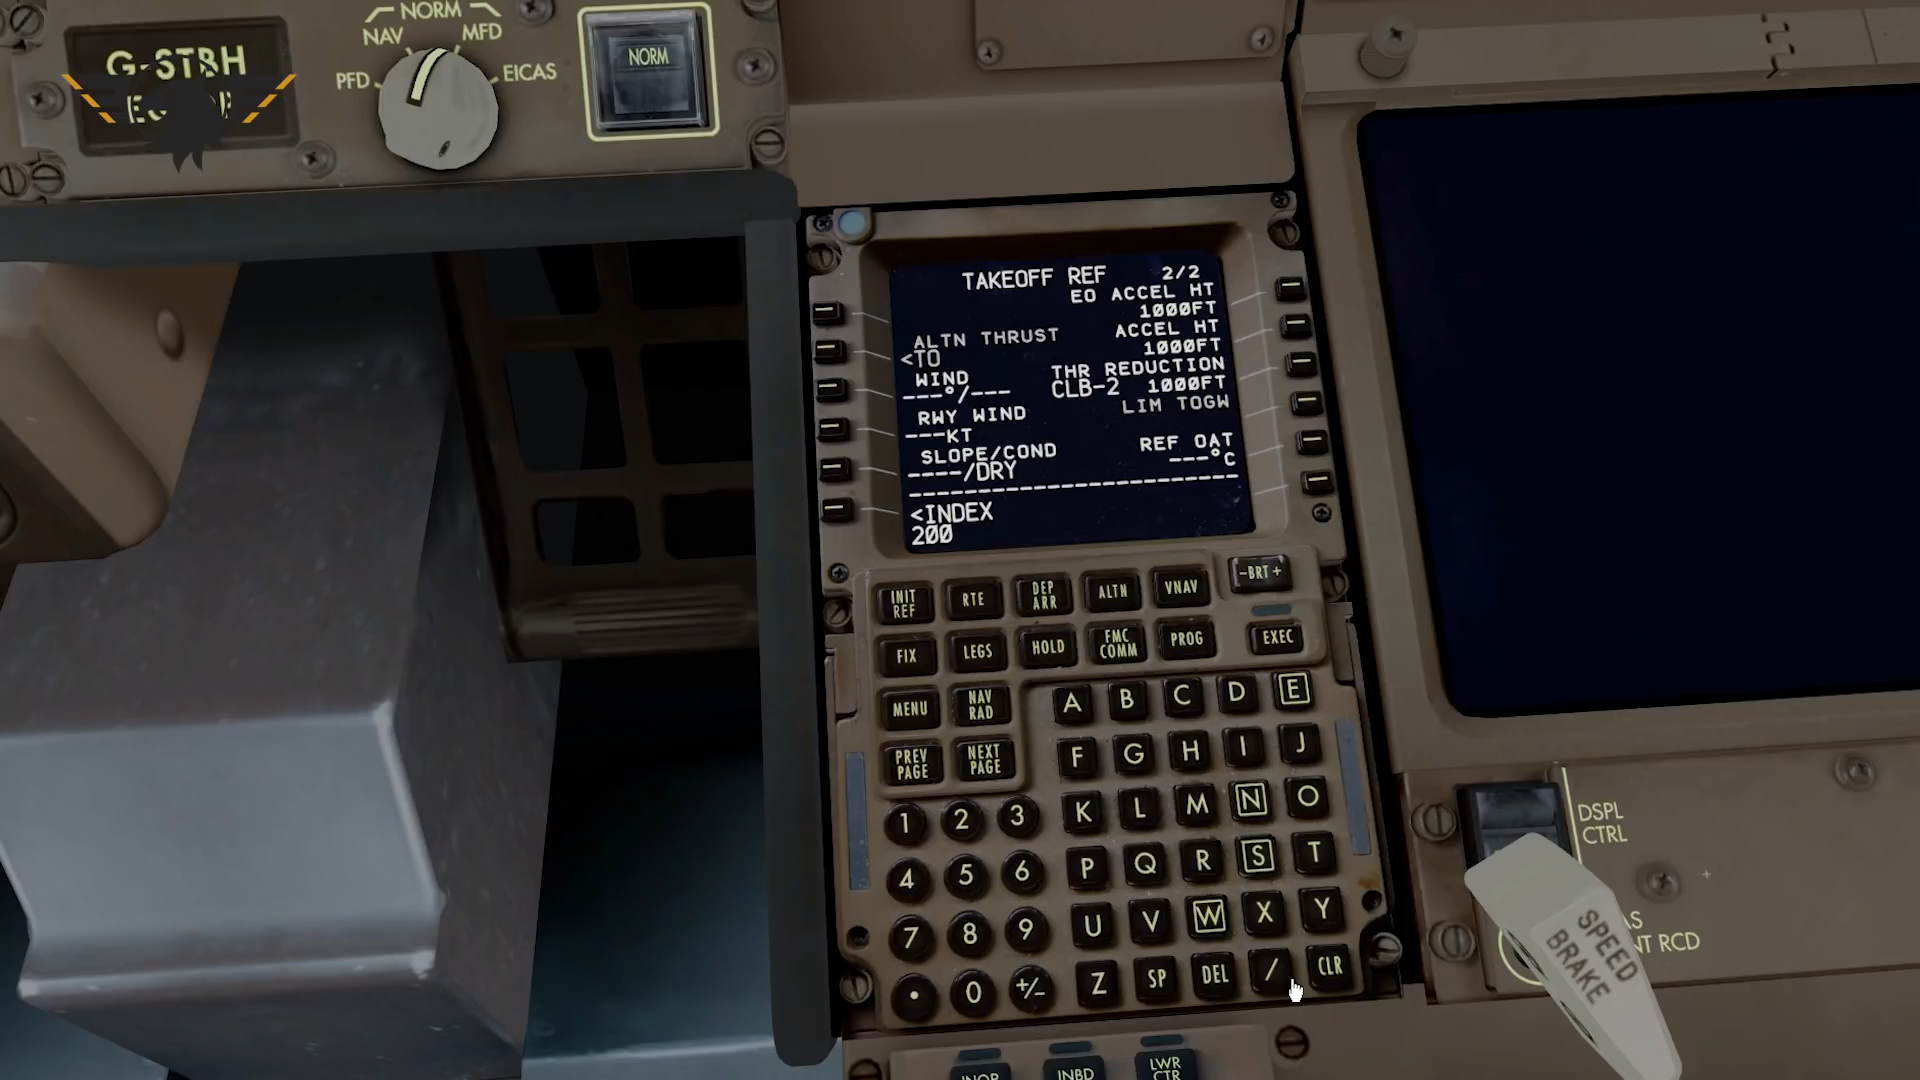 G-STBH
NORM
NAV
MFD
PFD
EICAS
NORM
TAKEOFF REF 2/2
EO ACCEL HT
1000FT
ALTN THRUST ACCEL HT
<TO 1000FT
WIND THR REDUCTION
---°/--- CLB-2 1000FT
RWY WIND LIM TOGW
---KT
SLOPE/COND REF OAT
----/DRY ---°C
------------------------
<INDEX
200
INIT REF RTE DEP ARR ALTN VNAV -BRT+
FIX LEGS HOLD FMC COMM PROG EXEC
MENU NAV RAD A B C D E
PREV PAGE NEXT PAGE F G H I J
1 2 3 K L M N O
4 5 6 P Q R S T
7 8 9 U V W X Y
. 0 +/- Z SP DEL / CLR
DSPL
CTRL
RCD
SPEED
BRAKE
INBD
LWR
CTR